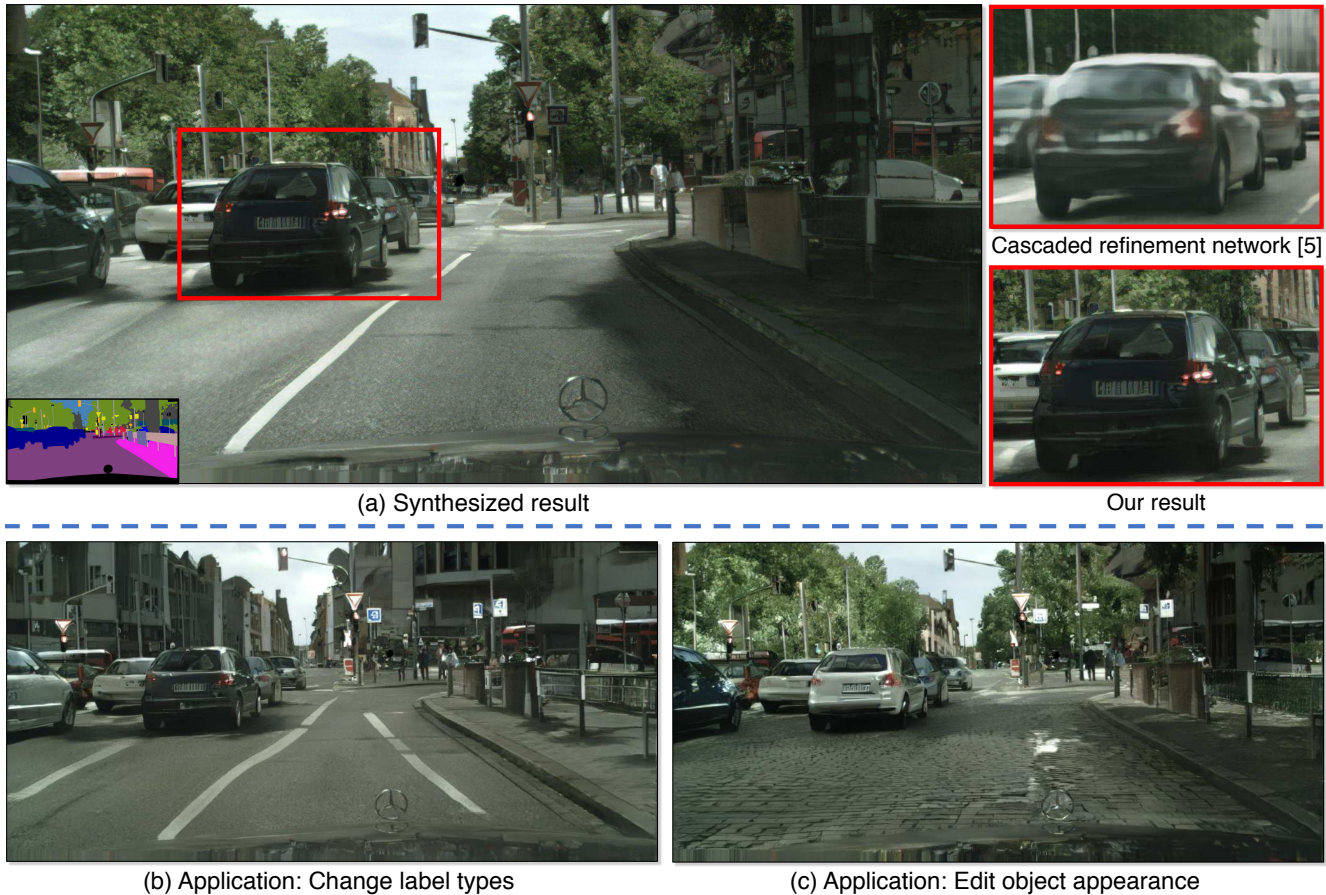 Cascaded refinement network [5]
(a) Synthesized result
Our result
(b) Application: Change label types
(c) Application: Edit object appearance